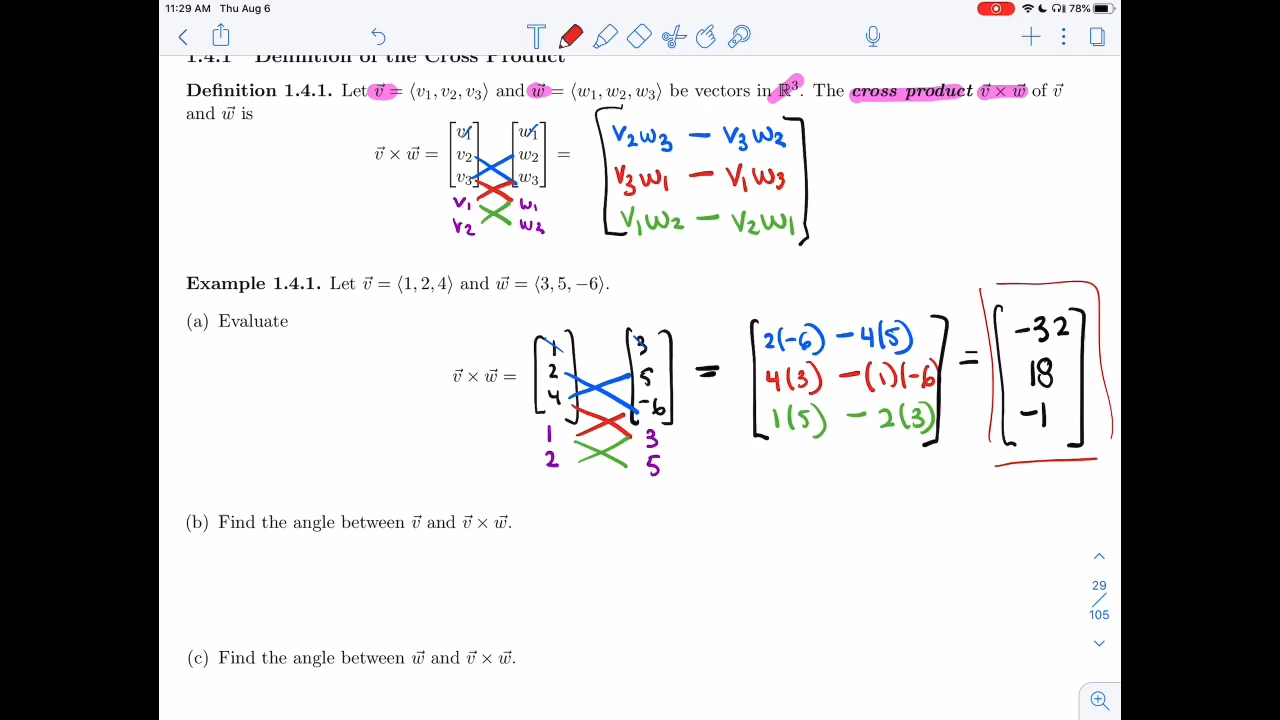 11:29 AM Thu Aug 6
78%
1.4.1 Definition of the Cross Product
Definition 1.4.1. Let v⃗ = ⟨v₁, v₂, v₃⟩ and w⃗ = ⟨w₁, w₂, w₃⟩ be vectors in ℝ³. The cross product v⃗ × w⃗ of v⃗
and w⃗ is
v⃗ × w⃗ = [v₁ v₂ v₃] [w₁ w₂ w₃] =
v₁ w₁
v₂ w₂
v₂w₃ − v₃w₂
v₃w₁ − v₁w₃
v₁w₂ − v₂w₁
Example 1.4.1. Let v⃗ = ⟨1, 2, 4⟩ and w⃗ = ⟨3, 5, −6⟩.
(a) Evaluate
v⃗ × w⃗ = [1 2 4] [3 5 −6] =
1 3
2 5
2(−6) − 4(5)
4(3) − (1)(−6)
1(5) − 2(3)
= [−32 18 −1]
(b) Find the angle between v⃗ and v⃗ × w⃗.
(c) Find the angle between w⃗ and v⃗ × w⃗.
29
105